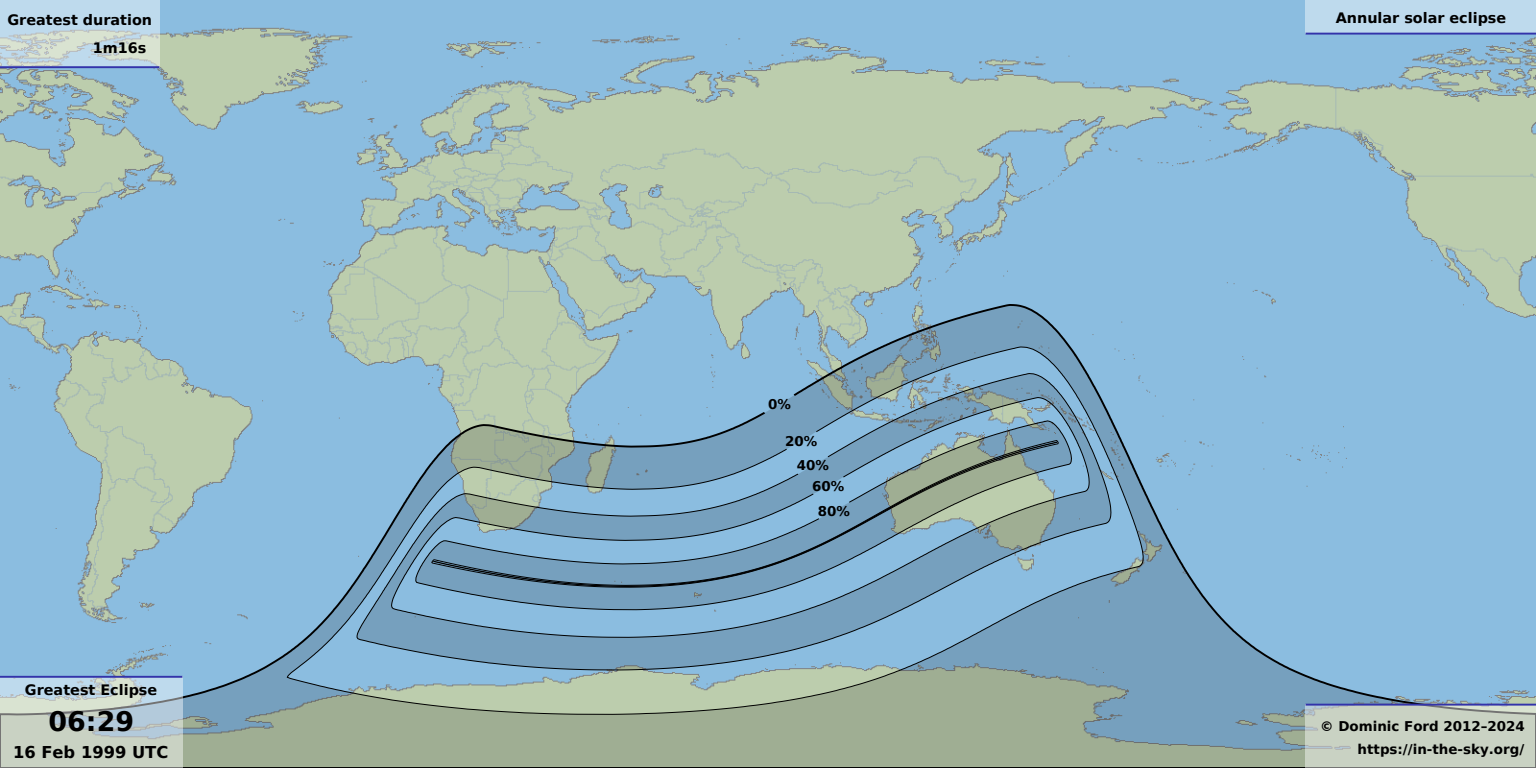 Greatest duration
1m16s
Annular solar eclipse
0%
20%
40%
60%
80%
Greatest Eclipse
06:29
16 Feb 1999 UTC
© Dominic Ford 2012–2024
https://in-the-sky.org/